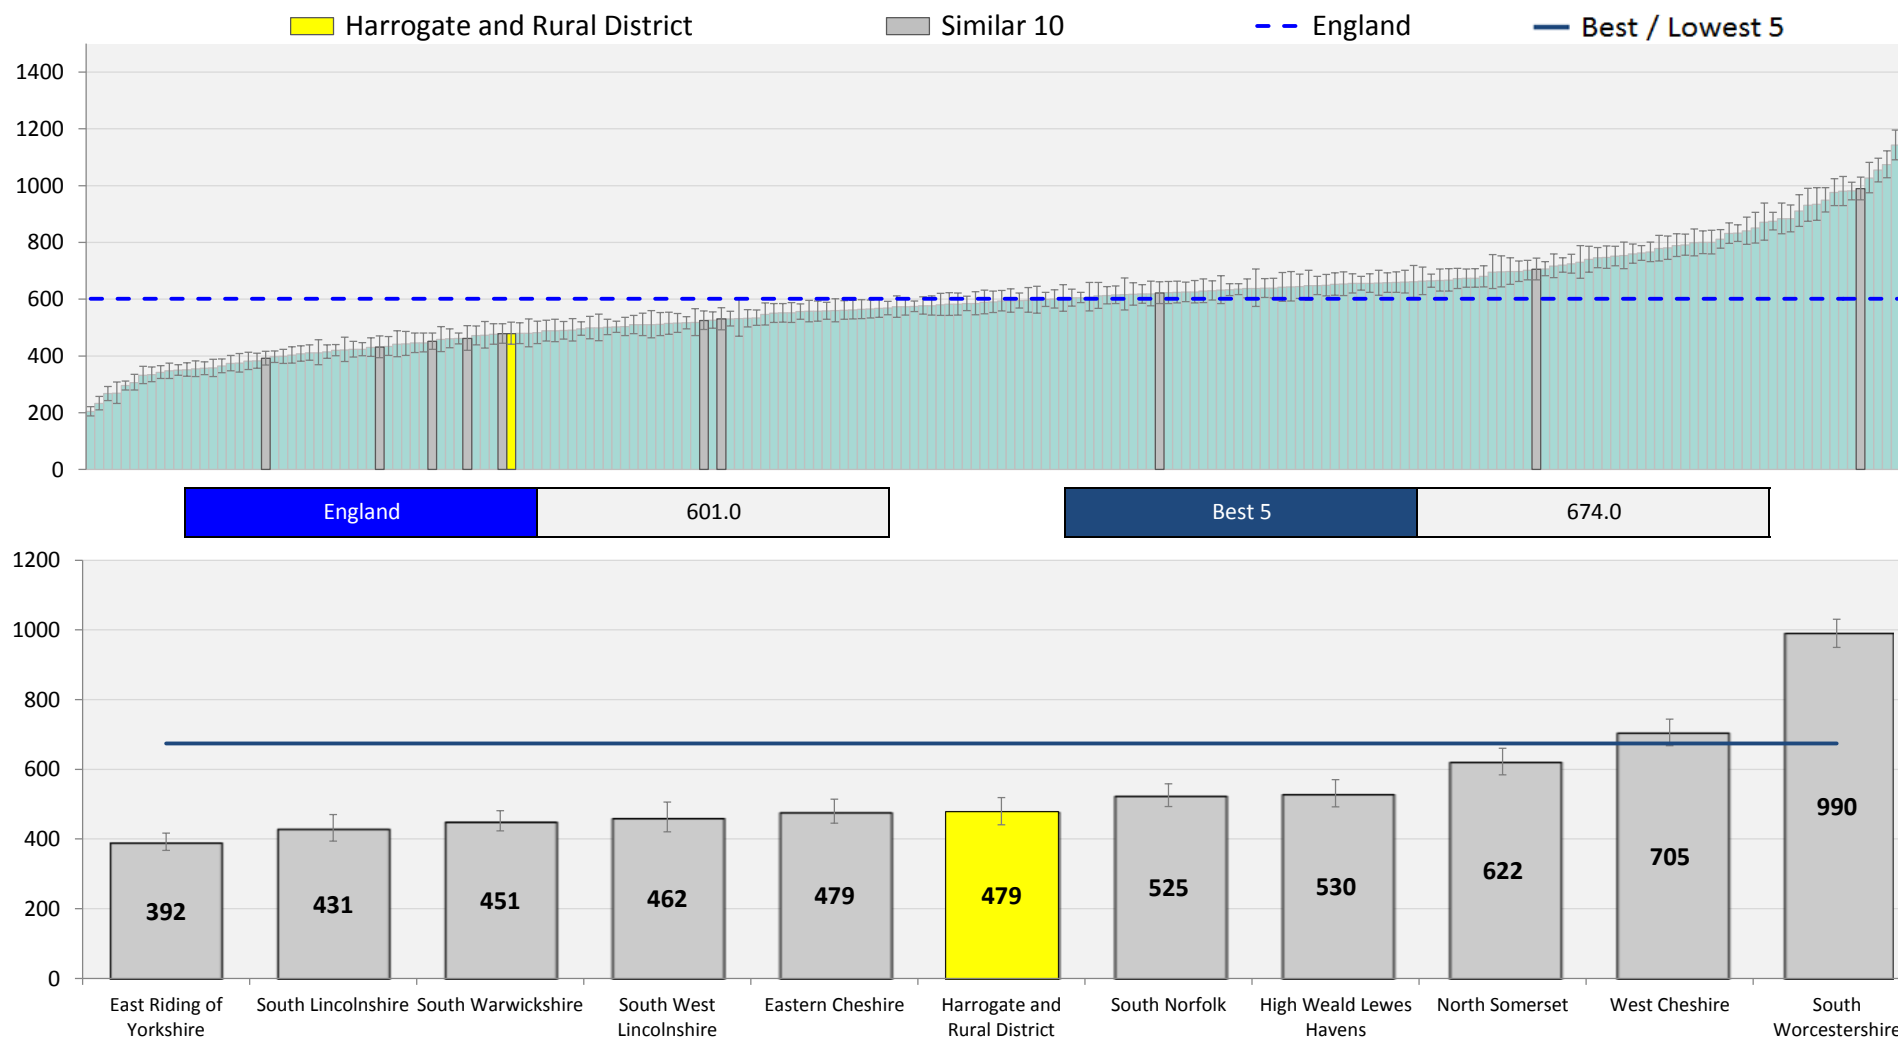 Harrogate and Rural District Similar 10 England Best / Lowest 5
1400
1200
1000
800
600
400
200
0
England 601.0 Best 5 674.0
1200
1000
800
600
400
200
0
392 431 451 462 479 479 525 530 622 705 990
East Riding of Yorkshire
South Lincolnshire
South Warwickshire
South West Lincolnshire
Eastern Cheshire
Harrogate and Rural District
South Norfolk
High Weald Lewes Havens
North Somerset
West Cheshire
South Worcestershire